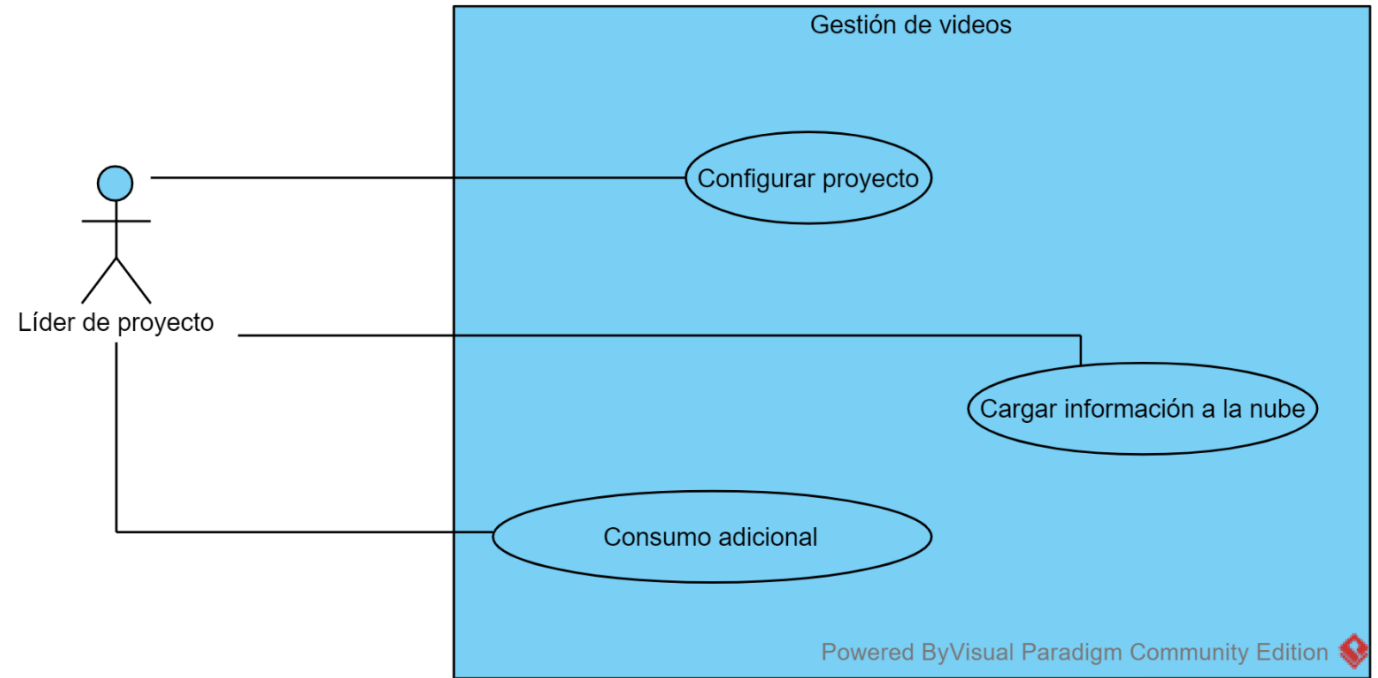 Gestión de videos
Configurar proyecto
Líder de proyecto
Cargar información a la nube
Consumo adicional
Powered ByVisual Paradigm Community Edition